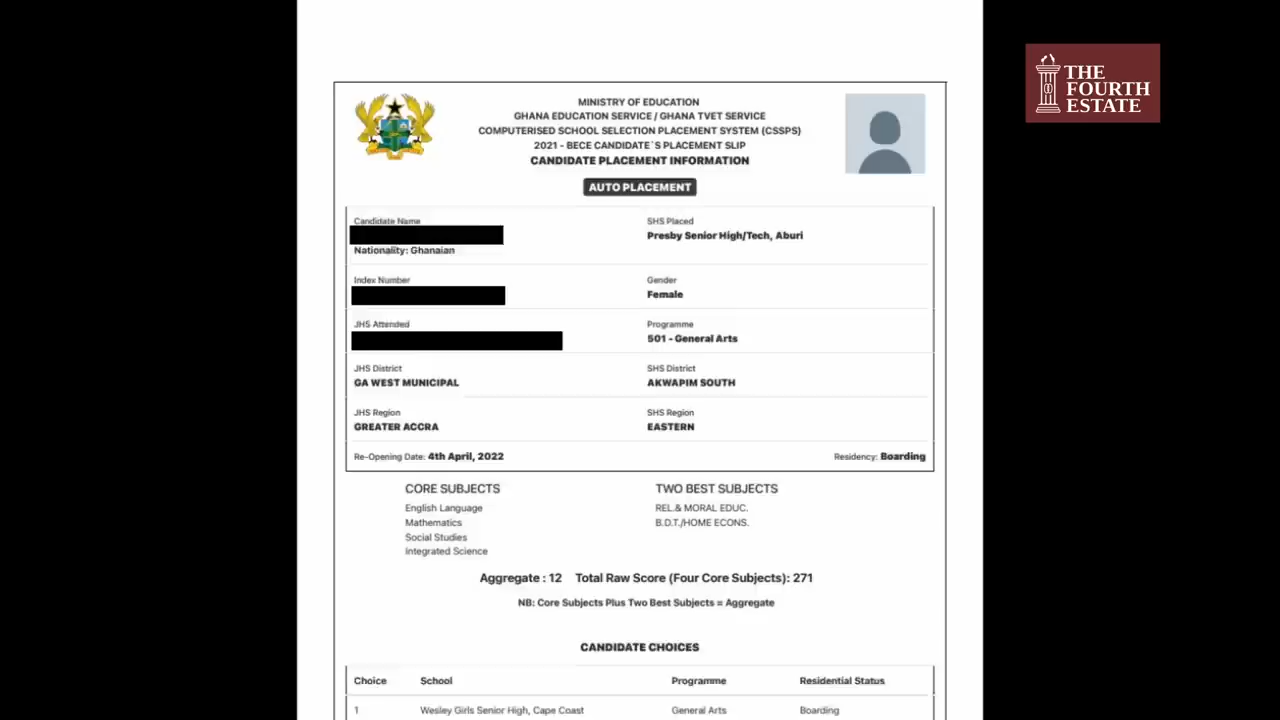 THE
FOURTH
ESTATE
MINISTRY OF EDUCATION
GHANA EDUCATION SERVICE / GHANA TVET SERVICE
COMPUTERISED SCHOOL SELECTION PLACEMENT SYSTEM (CSSPS)
2021 - BECE CANDIDATE`S PLACEMENT SLIP
CANDIDATE PLACEMENT INFORMATION
AUTO PLACEMENT
Candidate Name
SHS Placed
Presby Senior High/Tech, Aburi
Nationality: Ghanaian
Index Number
Gender
Female
JHS Attended
Programme
501 - General Arts
JHS District
SHS District
GA WEST MUNICIPAL
AKWAPIM SOUTH
JHS Region
SHS Region
GREATER ACCRA
EASTERN
Re-Opening Date: 4th April, 2022
Residency: Boarding
CORE SUBJECTS
TWO BEST SUBJECTS
English Language
REL.& MORAL EDUC.
Mathematics
B.D.T./HOME ECONS.
Social Studies
Integrated Science
Aggregate : 12 Total Raw Score (Four Core Subjects): 271
NB: Core Subjects Plus Two Best Subjects = Aggregate
CANDIDATE CHOICES
Choice School Programme Residential Status
1 Wesley Girls Senior High, Cape Coast General Arts Boarding